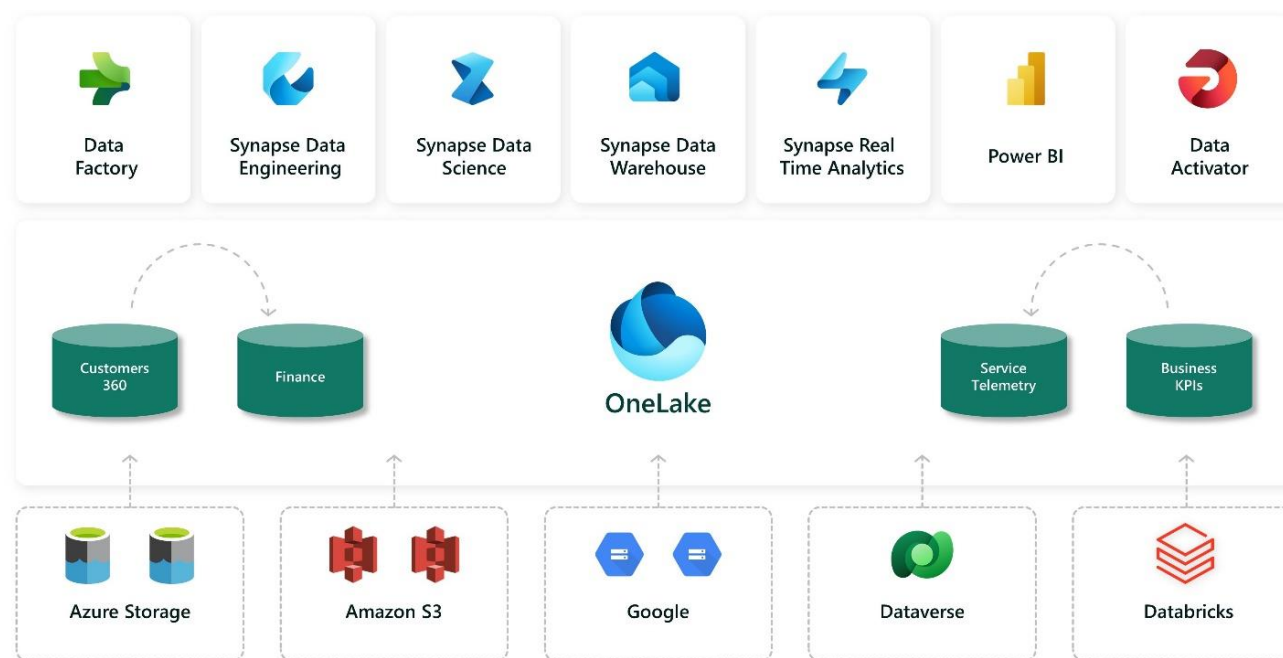 Data
Factory
Synapse Data
Engineering
Synapse Data
Science
Synapse Data
Warehouse
Synapse Real
Time Analytics
Power BI
Data
Activator
Customers
360
Finance
OneLake
Service
Telemetry
Business
KPIs
Azure Storage
Amazon S3
Google
Dataverse
Databricks